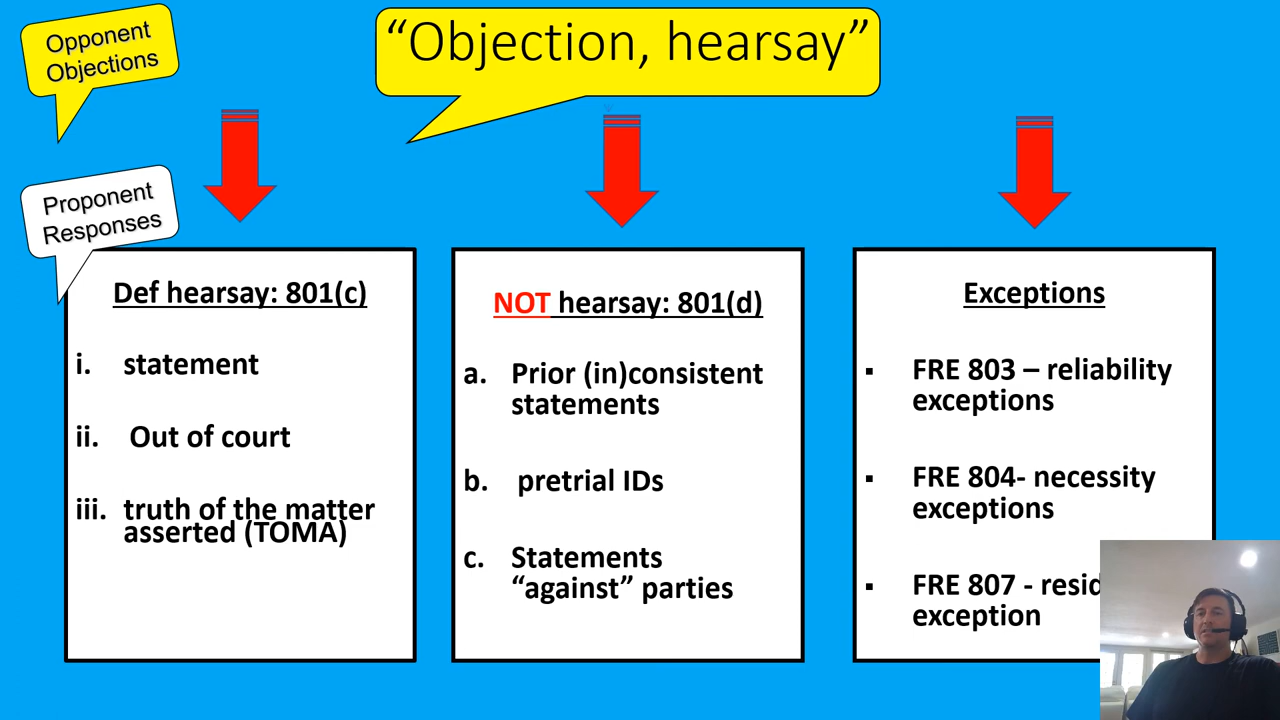 Opponent
Objections
“Objection, hearsay”
Proponent
Responses
Def hearsay: 801(c)
i. statement
ii. Out of court
iii. truth of the matter
asserted (TOMA)
NOT hearsay: 801(d)
a. Prior (in)consistent
statements
b. pretrial IDs
c. Statements
“against” parties
Exceptions
▪ FRE 803 – reliability
exceptions
▪ FRE 804- necessity
exceptions
▪ FRE 807 -
exception